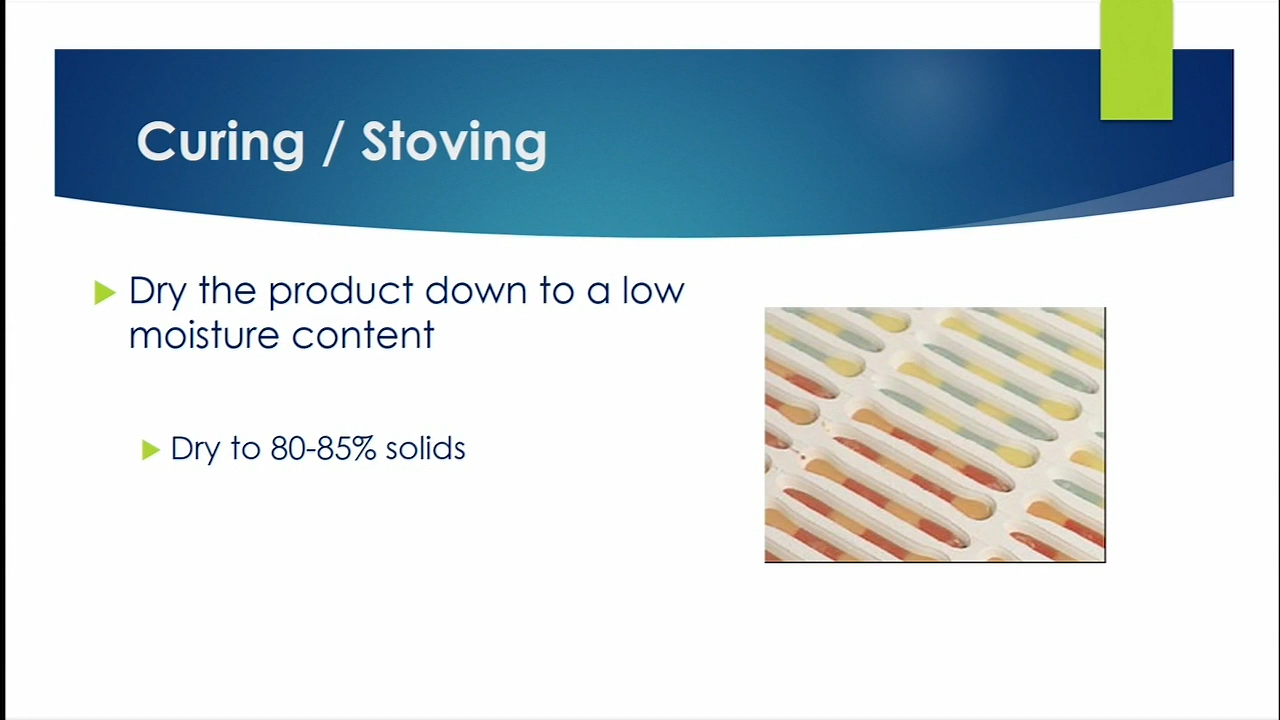 Curing / Stoving
Dry the product down to a low
moisture content
Dry to 80-85% solids